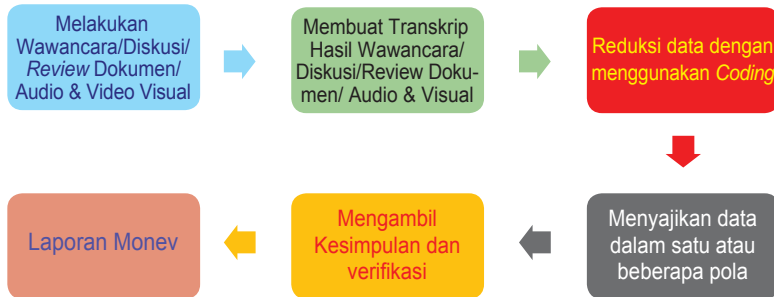 Melakukan
Wawancara/Diskusi/
Review Dokumen/
Audio & Video Visual
Membuat Transkrip
Hasil Wawancara/
Diskusi/Review Doku-
men/ Audio & Visual
Reduksi data dengan
menggunakan Coding
Menyajikan data
dalam satu atau
beberapa pola
Mengambil
Kesimpulan dan
verifikasi
Laporan Monev